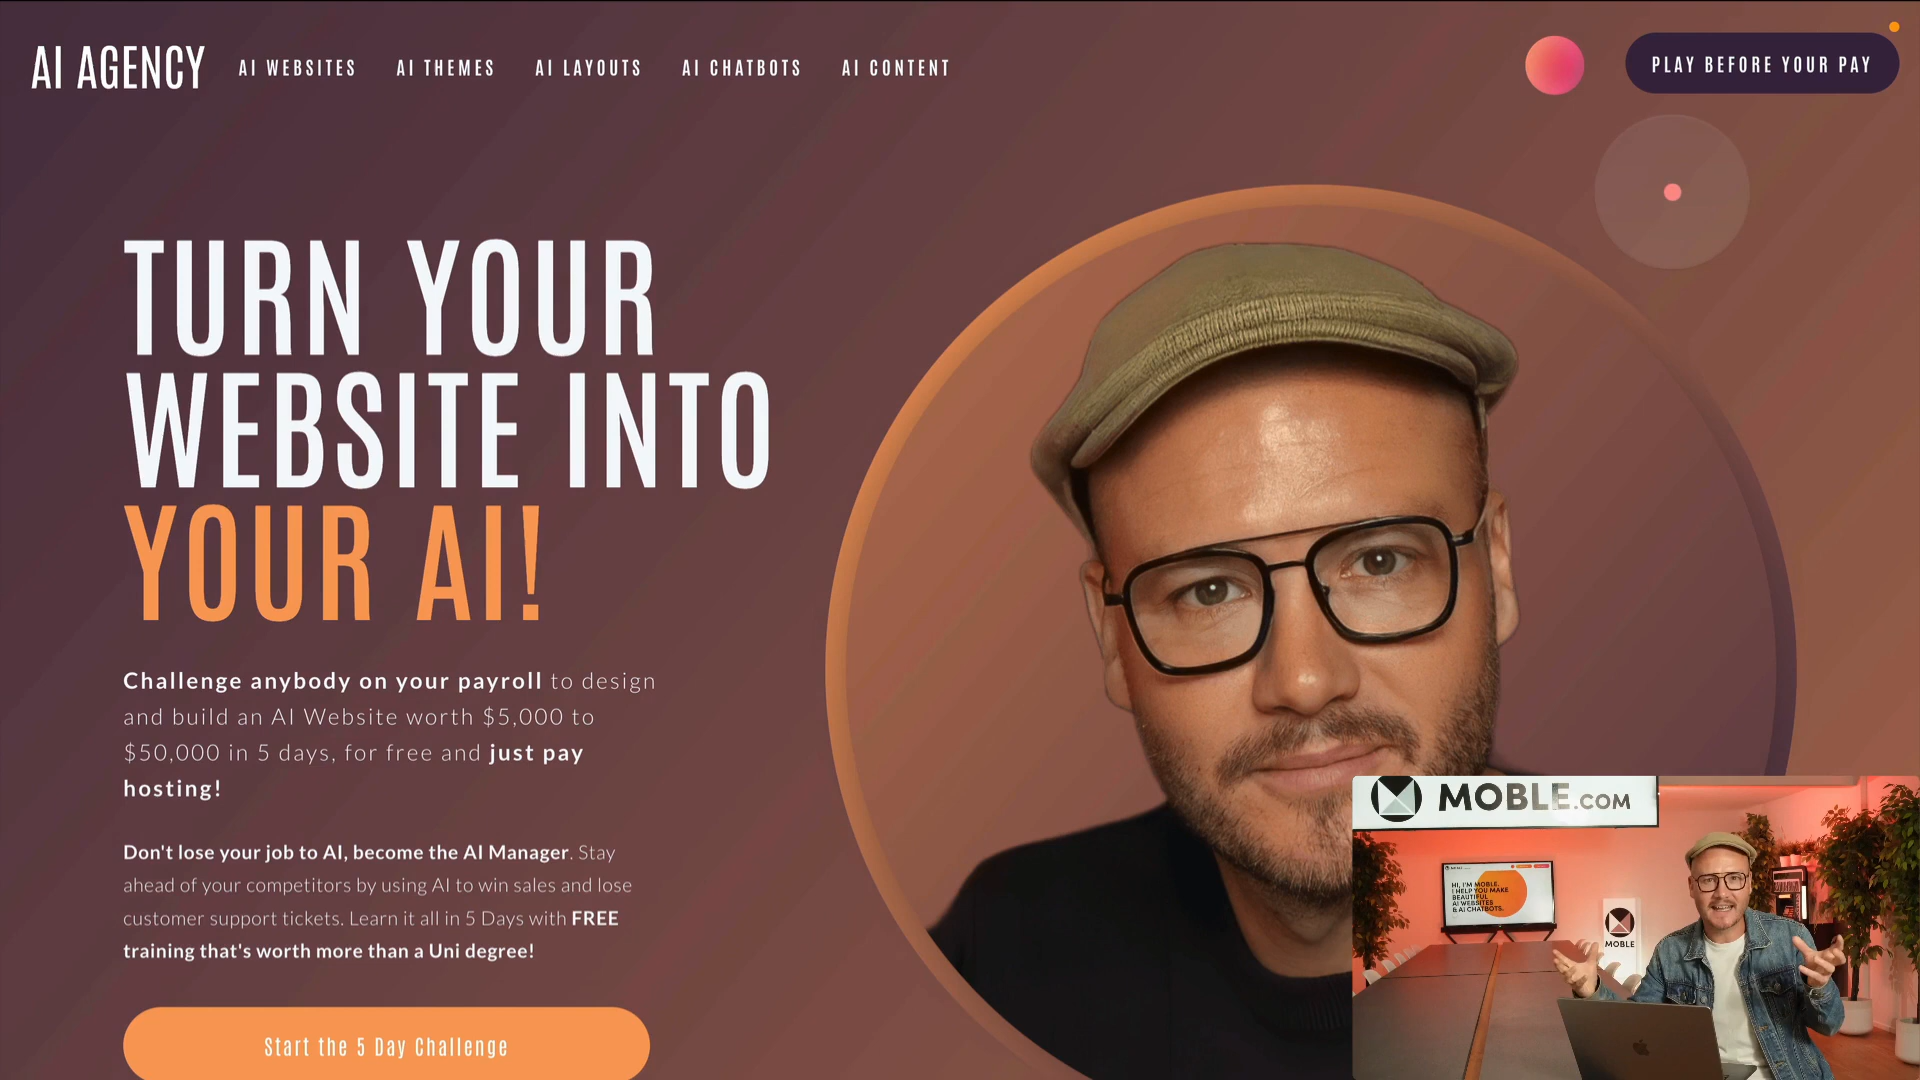 AI AGENCY
AI WEBSITES
AI THEMES
AI LAYOUTS
AI CHATBOTS
AI CONTENT
PLAY BEFORE YOUR PAY
TURN YOUR
WEBSITE INTO
YOUR AI!
Challenge anybody on your payroll to design
and build an AI Website worth $5,000 to
$50,000 in 5 days, for free and just pay
hosting!
Don't lose your job to AI, become the AI Manager. Stay
ahead of your competitors by using AI to win sales and lose
customer support tickets. Learn it all in 5 Days with FREE
training that's worth more than a Uni degree!
Start the 5 Day Challenge
MOBLE.COM
HI, I'M MOBLE.
I HELP YOU MAKE
BEAUTIFUL
AI WEBSITES
& AI CHATBOTS.
MOBLE